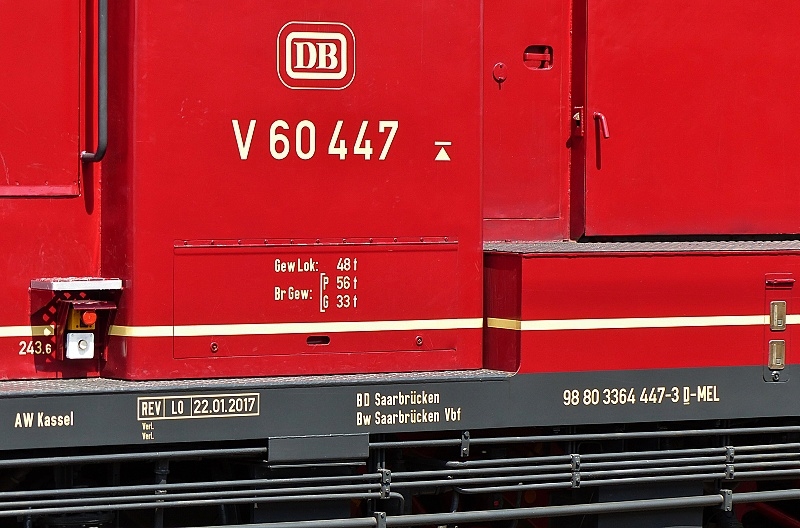 DB
V 60 447
Gew Lok: 48 t
Br Gew: P 56 t
G 33 t
243.6
AW Kassel
REV LO 22.01.2017
Verl.
Verl.
BD Saarbrücken
Bw Saarbrücken Vbf
98 80 3364 447-3 D-MEL